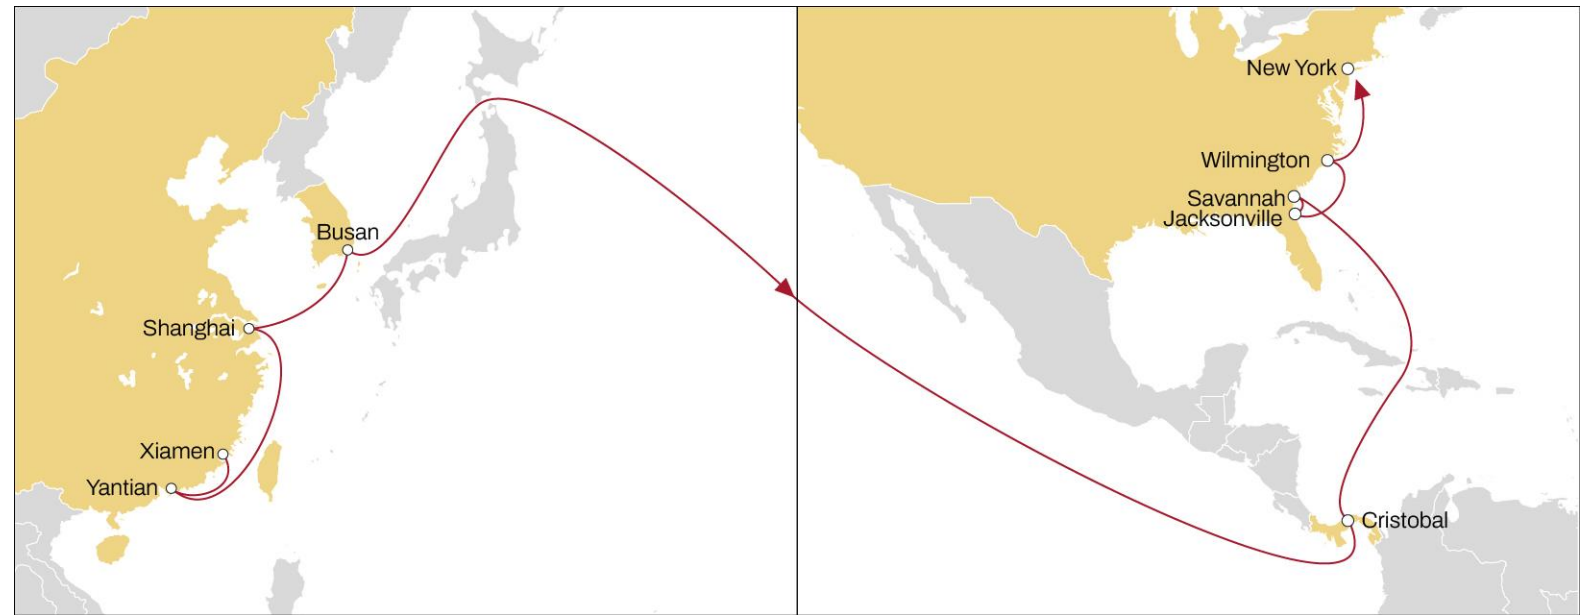 Busan
Shanghai
Xiamen
Yantian
New York
Wilmington
Savannah
Jacksonville
Cristobal